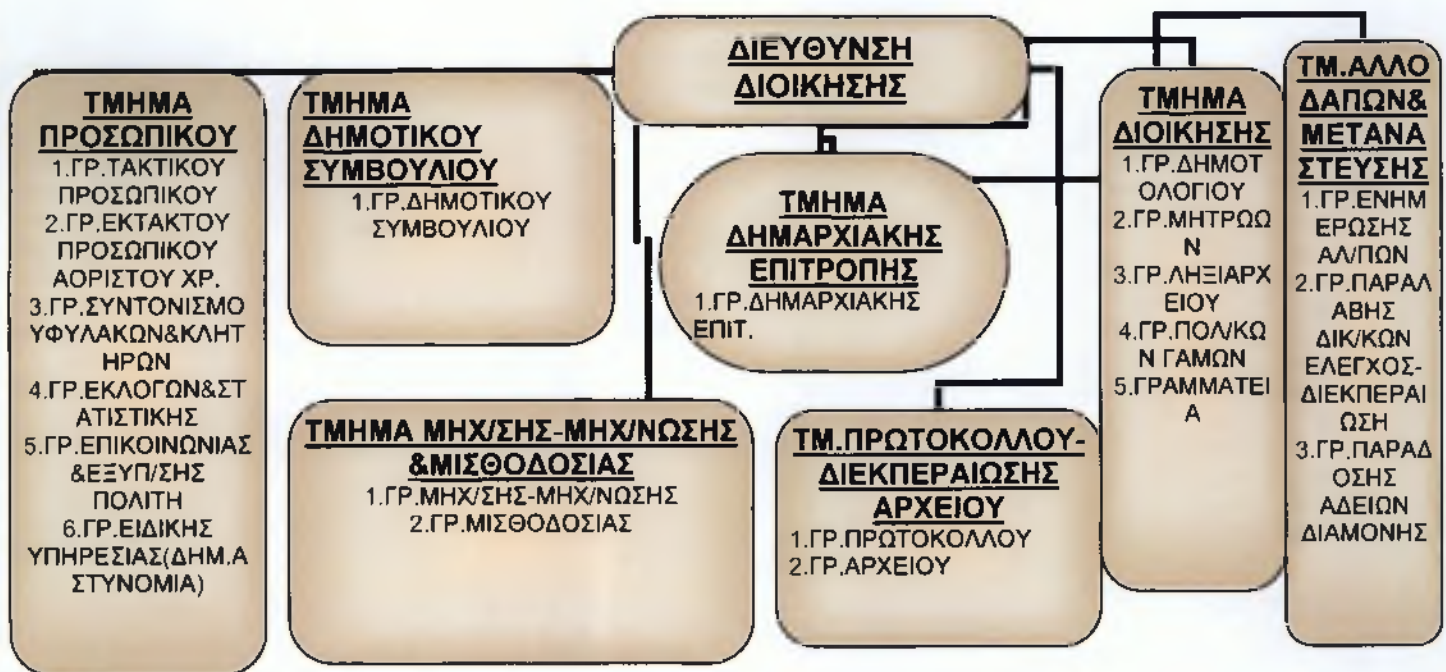 ΔΙΕΥΘΥΝΣΗ
ΔΙΟΙΚΗΣΗΣ
ΤΜΗΜΑ
ΠΡΟΣΩΠΙΚΟΥ
1.ΓΡ.ΤΑΚΤΙΚΟΥ
ΠΡΟΣΩΠΙΚΟΥ
2.ΓΡ.ΕΚΤΑΚΤΟΥ
ΠΡΟΣΩΠΙΚΟΥ
ΑΟΡΙΣΤΟΥ ΧΡ.
3.ΓΡ.ΣΥΝΤΟΝΙΣΜΟ
ΥΦΥΛΑΚΩΝ&ΚΛΗΤ
ΗΡΩΝ
4.ΓΡ.ΕΚΛΟΓΩΝ&ΣΤ
ΑΤΙΣΤΙΚΗΣ
5.ΓΡ.ΕΠΙΚΟΙΝΩΝΙΑΣ
&ΕΞΥΠ/ΣΗΣ
ΠΟΛΙΤΗ
6.ΓΡ.ΕΙΔΙΚΗΣ
ΥΠΗΡΕΣΙΑΣ(ΔΗΜ.Α
ΣΤΥΝΟΜΙΑ)
ΤΜΗΜΑ
ΔΗΜΟΤΙΚΟΥ
ΣΥΜΒΟΥΛΙΟΥ
1.ΓΡ.ΔΗΜΟΤΙΚΟΥ
ΣΥΜΒΟΥΛΙΟΥ
ΤΜΗΜΑ ΜΗΧ/ΣΗΣ-ΜΗΧ/ΝΩΣΗΣ
&ΜΙΣΘΟΔΟΣΙΑΣ
1.ΓΡ.ΜΗΧ/ΣΗΣ-ΜΗΧ/ΝΩΣΗΣ
2.ΓΡ.ΜΙΣΘΟΔΟΣΙΑΣ
ΤΜΗΜΑ
ΔΗΜΑΡΧΙΑΚΗΣ
ΕΠΙΤΡΟΠΗΣ
1.ΓΡ.ΔΗΜΑΡΧΙΑΚΗΣ
ΕΠΙΤ.
ΤΜ.ΠΡΩΤΟΚΟΛΛΟΥ-
ΔΙΕΚΠΕΡΑΙΩΣΗΣ
ΑΡΧΕΙΟΥ
1.ΓΡ.ΠΡΩΤΟΚΟΛΛΟΥ
2.ΓΡ.ΑΡΧΕΙΟΥ
ΤΜΗΜΑ
ΔΙΟΙΚΗΣΗΣ
1.ΓΡ.ΔΗΜΟΤ
ΟΛΟΓΙΟΥ
2.ΓΡ.ΜΗΤΡΩΩ
Ν
3.ΓΡ.ΛΗΞΙΑΡΧ
ΕΙΟΥ
4.ΓΡ.ΠΟΛ/ΚΩ
Ν ΓΑΜΩΝ
5.ΓΡΑΜΜΑΤΕΙ
Α
ΤΜ.ΑΛΛΟ
ΔΑΠΩΝ&
ΜΕΤΑΝΑ
ΣΤΕΥΣΗΣ
1.ΓΡ.ΕΝΗΜ
ΕΡΩΣΗΣ
ΑΛ/ΠΩΝ
2.ΓΡ.ΠΑΡΑΛ
ΑΒΗΣ
ΔΙΚ/ΚΩΝ
ΕΛΕΓΧΟΣ-
ΔΙΕΚΠΕΡΑΙ
ΩΣΗ
3.ΓΡ.ΠΑΡΑΔ
ΟΣΗΣ
ΑΔΕΙΩΝ
ΔΙΑΜΟΝΗΣ